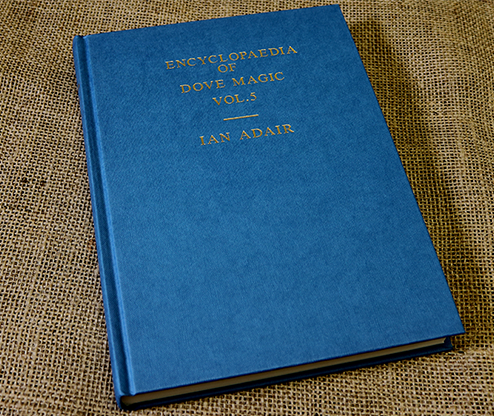 ENCYCLOPAEDIA
OF
DOVE MAGIC
VOL.5
IAN ADAIR